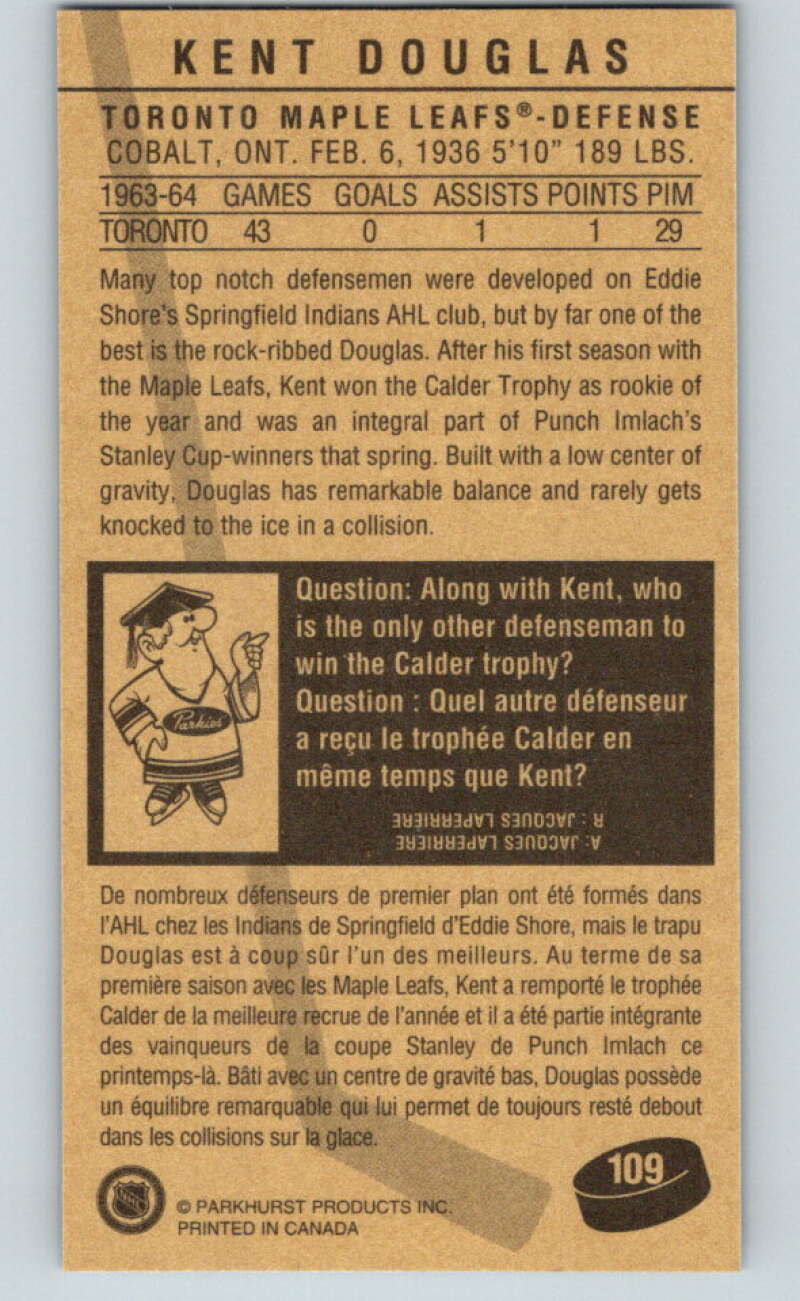 KENT DOUGLAS
TORONTO MAPLE LEAFS®-DEFENSE
COBALT, ONT. FEB. 6, 1936 5'10" 189 LBS.
1963-64 GAMES GOALS ASSISTS POINTS PIM
TORONTO 43 0 1 1 29
Many top notch defensemen were developed on Eddie
Shore's Springfield Indians AHL club, but by far one of the
best is the rock-ribbed Douglas. After his first season with
the Maple Leafs, Kent won the Calder Trophy as rookie of
the year and was an integral part of Punch Imlach's
Stanley Cup-winners that spring. Built with a low center of
gravity, Douglas has remarkable balance and rarely gets
knocked to the ice in a collision.
Question: Along with Kent, who
is the only other defenseman to
win the Calder trophy?
Question : Quel autre défenseur
a reçu le trophée Calder en
même temps que Kent?
Parkies
R : JACQUES LAPERRIERE
A: JACQUES LAPERRIERE
De nombreux défenseurs de premier plan ont été formés dans
l'AHL chez les Indians de Springfield d'Eddie Shore, mais le trapu
Douglas est à coup sûr l'un des meilleurs. Au terme de sa
première saison avec les Maple Leafs, Kent a remporté le trophée
Calder de la meilleure recrue de l'année et il a été partie intégrante
des vainqueurs de la coupe Stanley de Punch Imlach ce
printemps-là. Bâti avec un centre de gravité bas, Douglas possède
un équilibre remarquable qui lui permet de toujours resté debout
dans les collisions sur la glace.
109
NHL
© PARKHURST PRODUCTS INC.
PRINTED IN CANADA